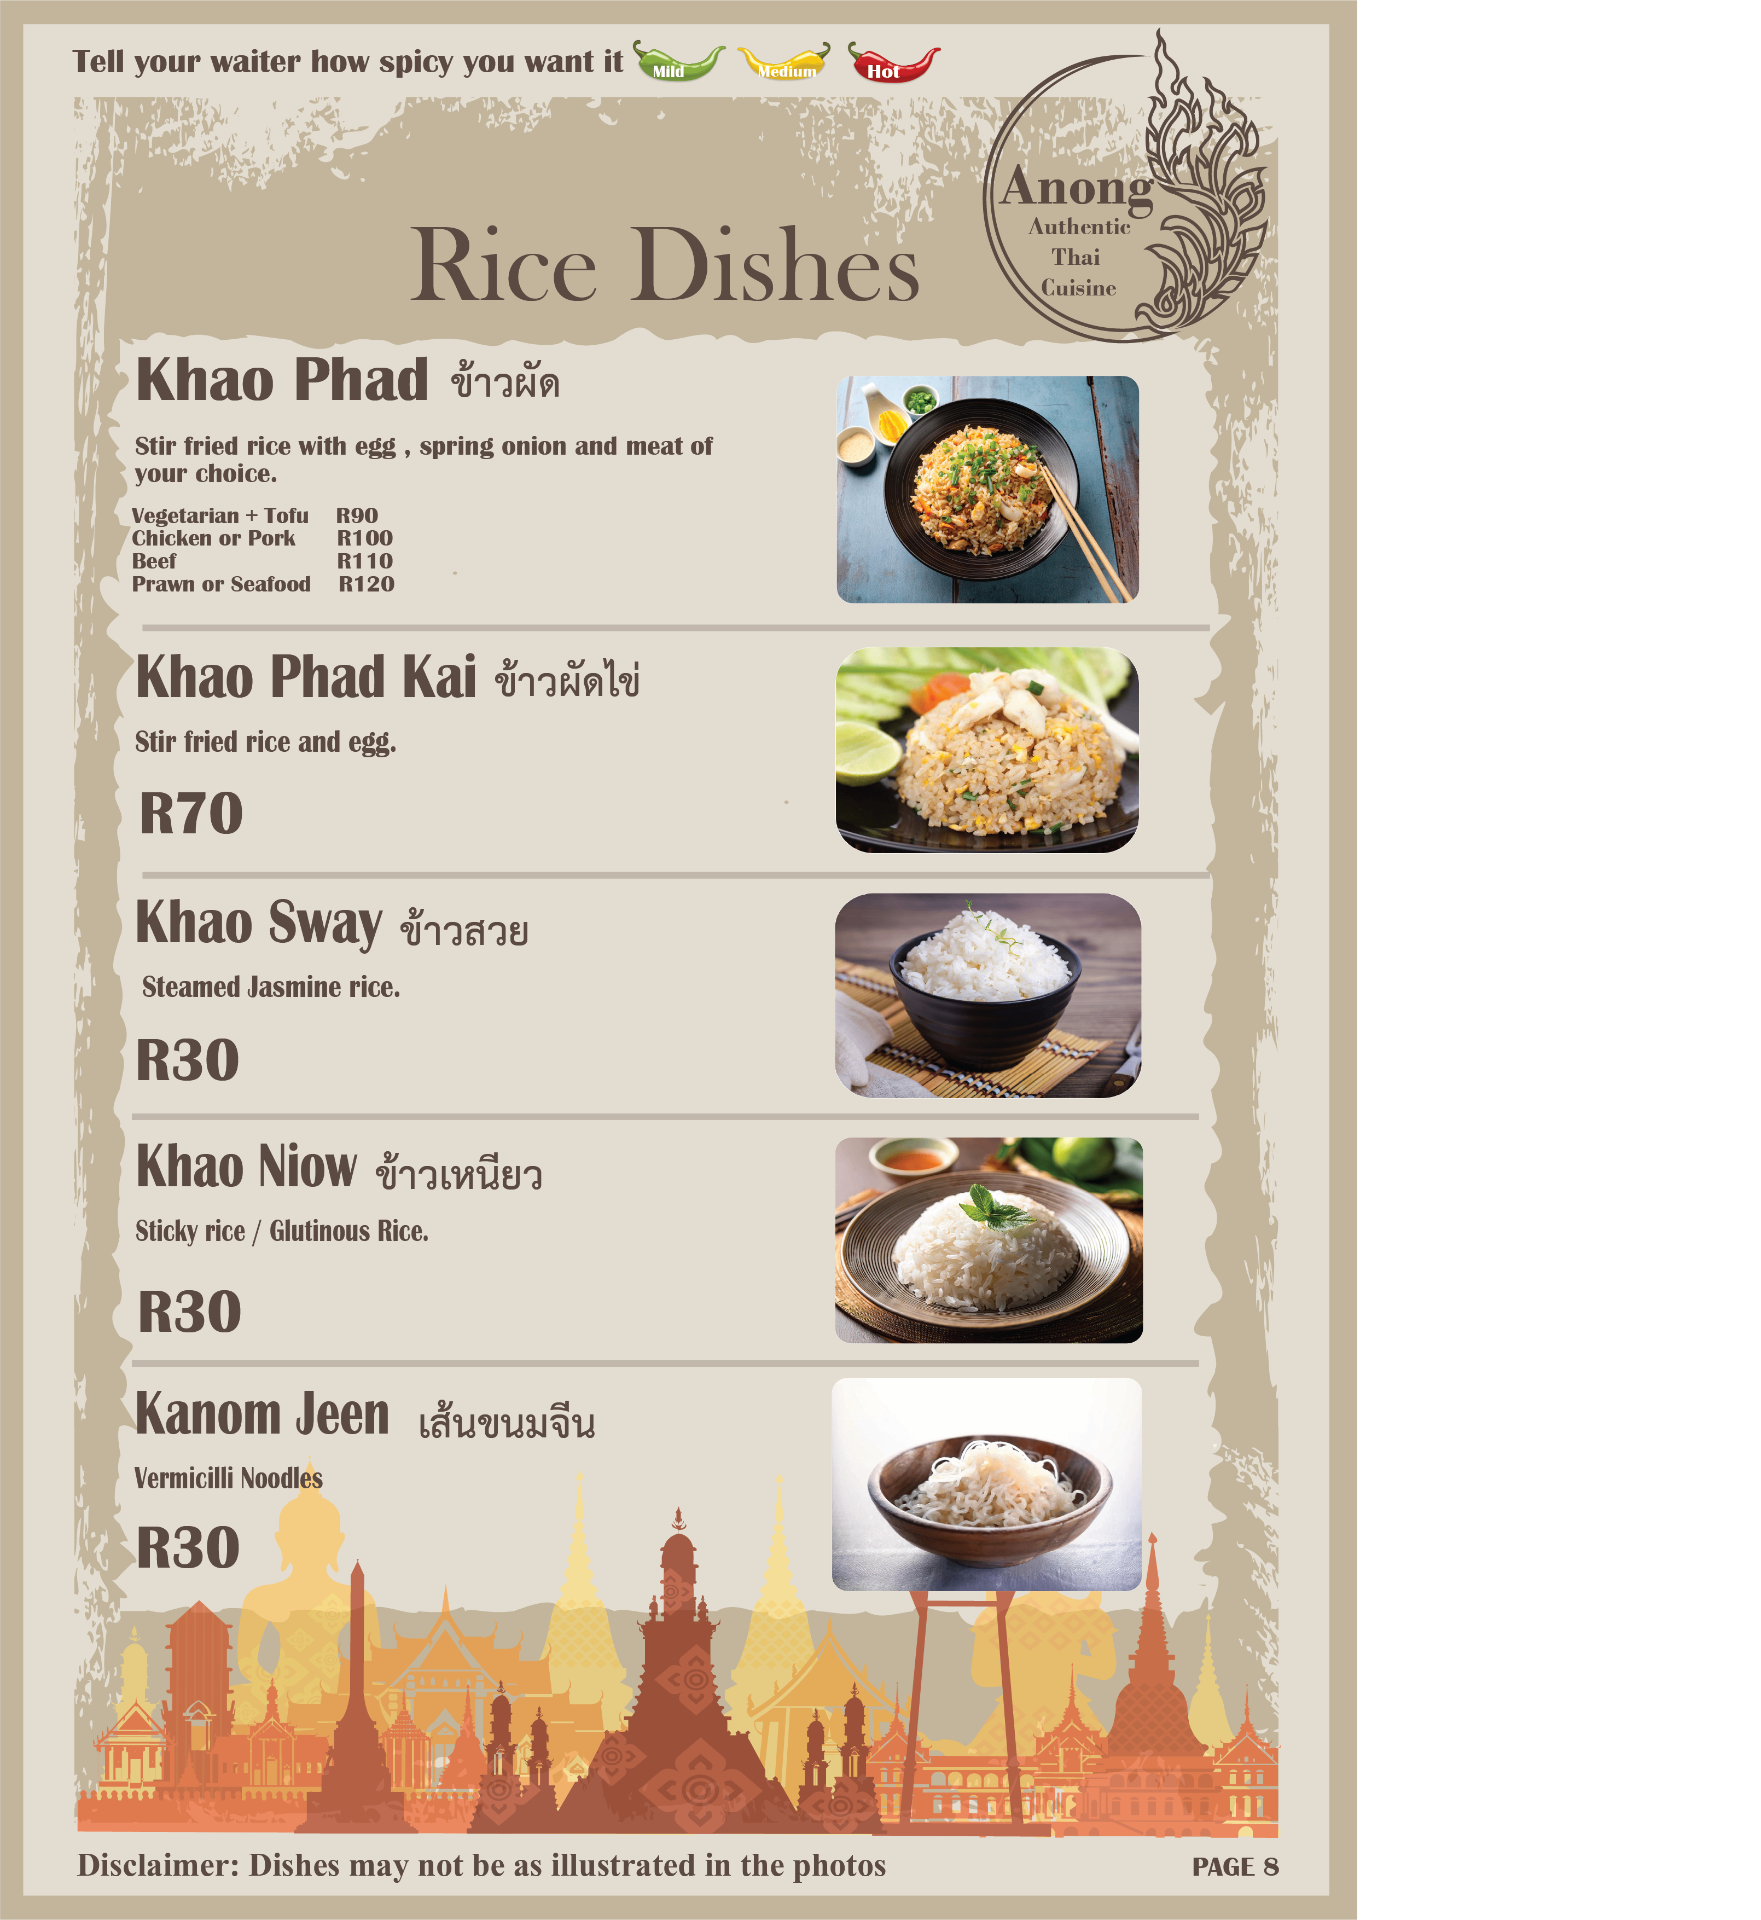 Tell your waiter how spicy you want it Mild Medium Hot
Anong
Authentic
Thai
Cuisine
Rice Dishes
Khao Phad ข้าวผัด
Stir fried rice with egg , spring onion and meat of
your choice.
Vegetarian + Tofu R90
Chicken or Pork R100
Beef R110
Prawn or Seafood R120
Khao Phad Kai ข้าวผัดไข่
Stir fried rice and egg.
R70
Khao Sway ข้าวสวย
Steamed Jasmine rice.
R30
Khao Niow ข้าวเหนียว
Sticky rice / Glutinous Rice.
R30
Kanom Jeen เส้นขนมจีน
Vermicilli Noodles
R30
Disclaimer: Dishes may not be as illustrated in the photos PAGE 8